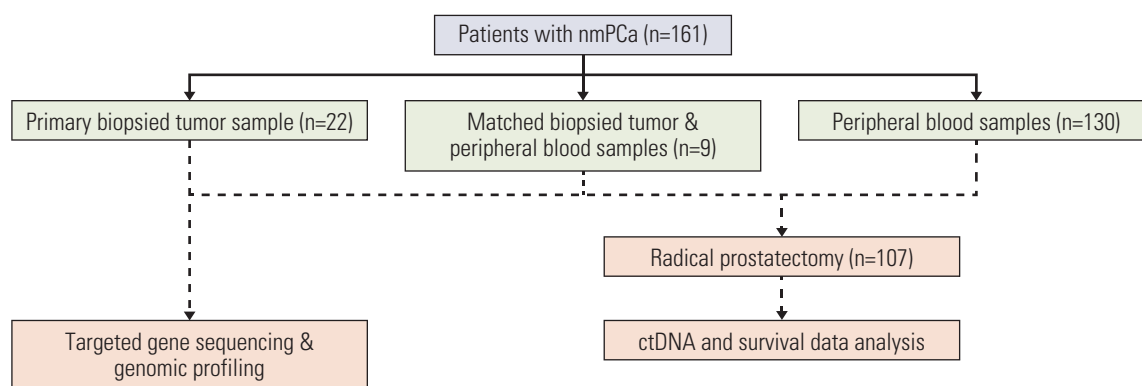 Patients with nmPCa (n=161)
Primary biopsied tumor sample (n=22)
Matched biopsied tumor &
peripheral blood samples (n=9)
Peripheral blood samples (n=130)
Radical prostatectomy (n=107)
Targeted gene sequencing &
genomic profiling
ctDNA and survival data analysis